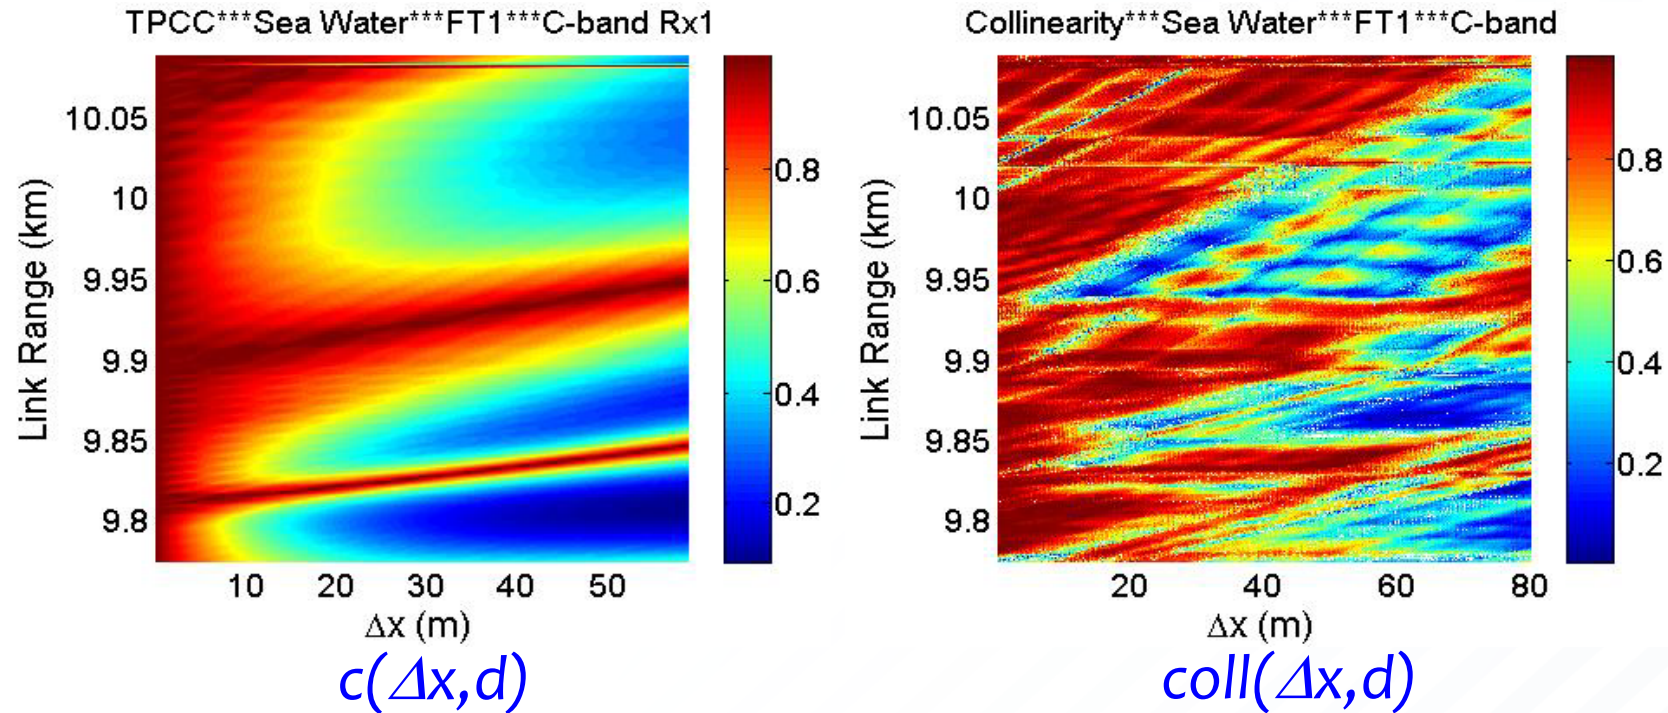 TPCC***Sea Water***FT1***C-band Rx1
Link Range (km)
10.05
10
9.95
9.9
9.85
9.8
10 20 30 40 50
Δx (m)
0.8
0.6
0.4
0.2
c(Δx,d)
Collinearity***Sea Water***FT1***C-band
Link Range (km)
10.05
10
9.95
9.9
9.85
9.8
20 40 60 80
Δx (m)
0.8
0.6
0.4
0.2
coll(Δx,d)